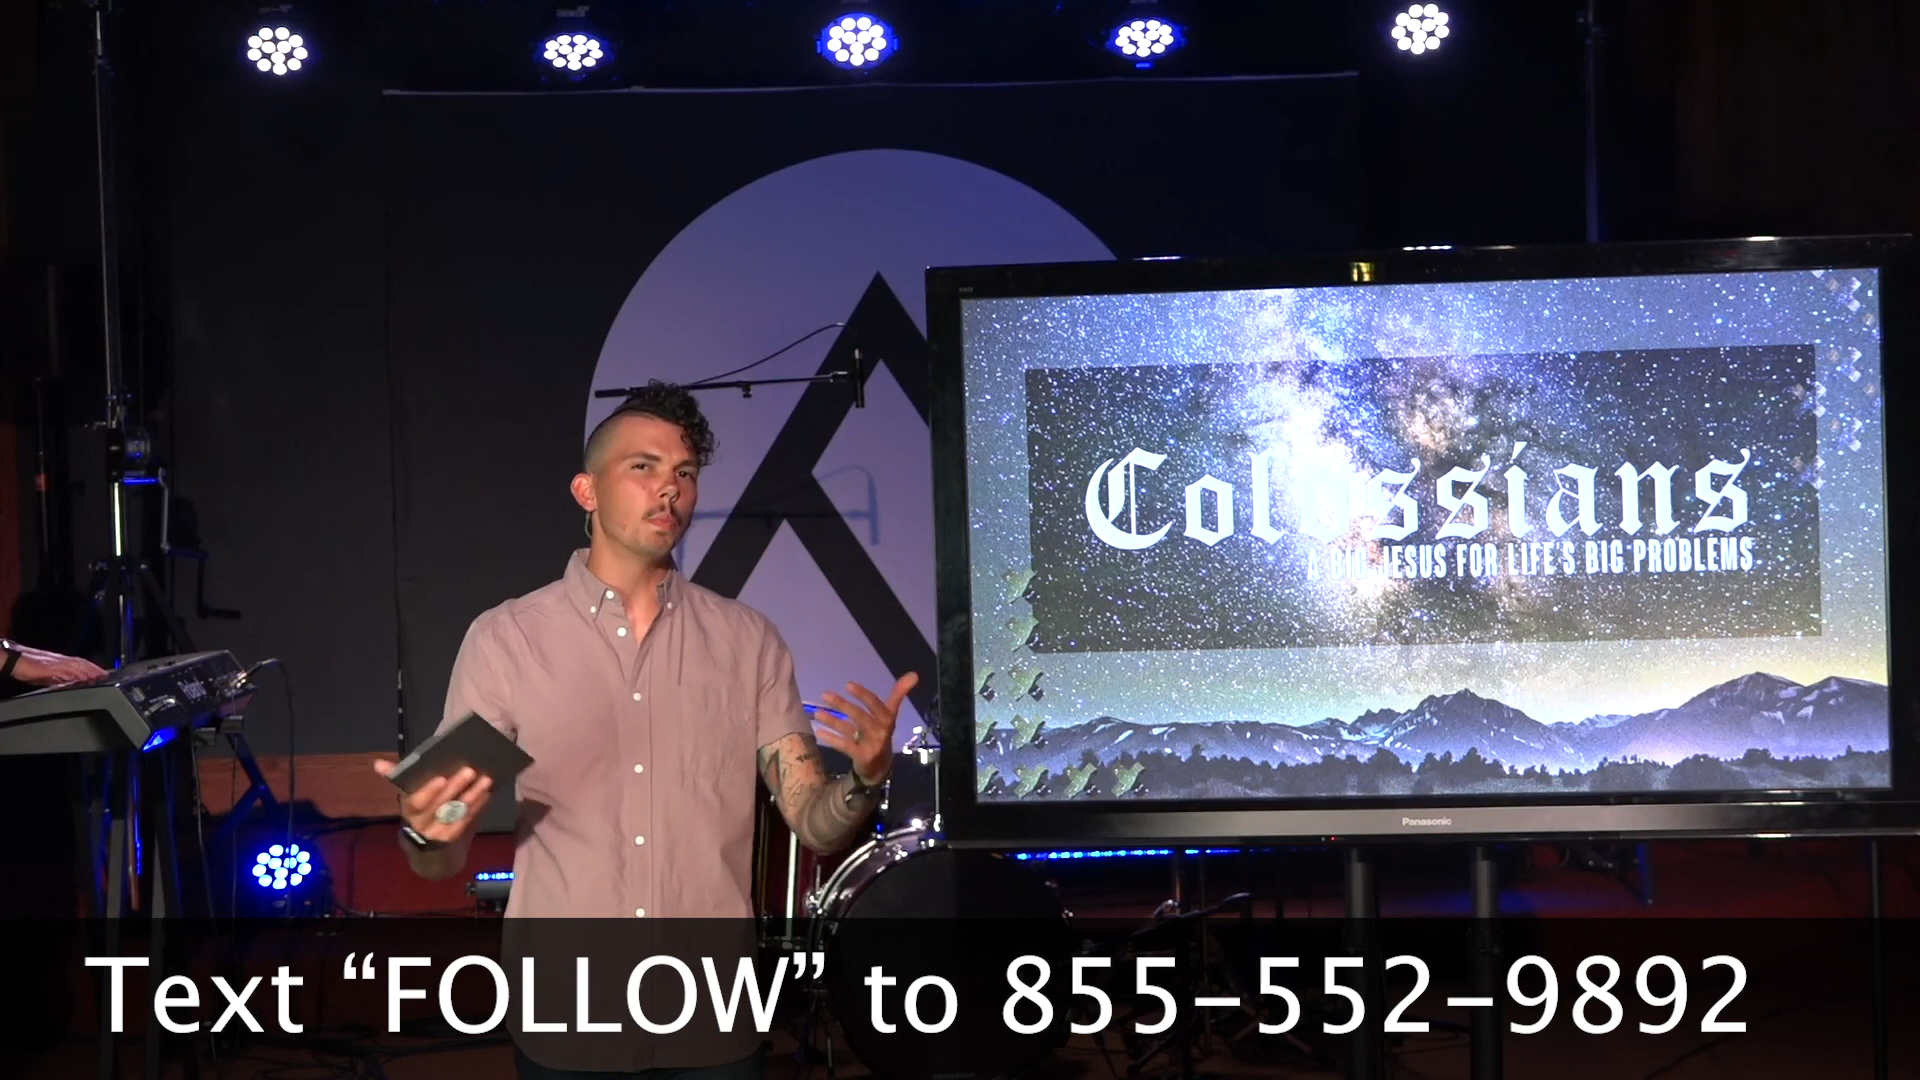 Colossians
A BIG JESUS FOR LIFE'S BIG PROBLEMS
Panasonic
Text “FOLLOW” to 855-552-9892